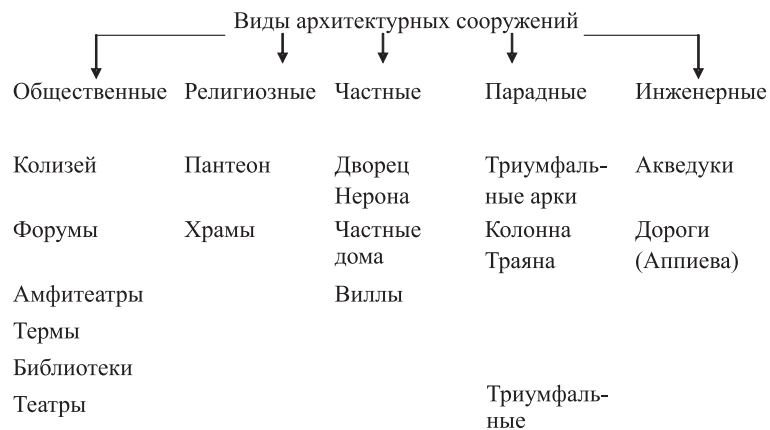 Виды архитектурных сооружений
Общественные Религиозные Частные Парадные Инженерные
Колизей Пантеон Дворец Триумфаль- Акведуки
Нерона ные арки
Форумы Храмы Частные Колонна Дороги
дома Траяна (Аппиева)
Амфитеатры Виллы
Термы
Библиотеки
Театры Триумфаль-
ные